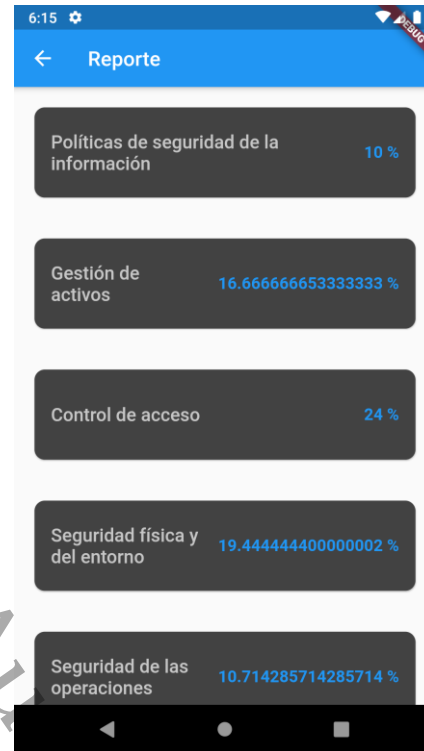 6:15
DEBUG
Reporte
Políticas de seguridad de la
información
10 %
Gestión de
activos
16.666666653333333 %
Control de acceso
24 %
Seguridad física y
del entorno
19.444444400000002 %
Seguridad de las
operaciones
10.714285714285714 %